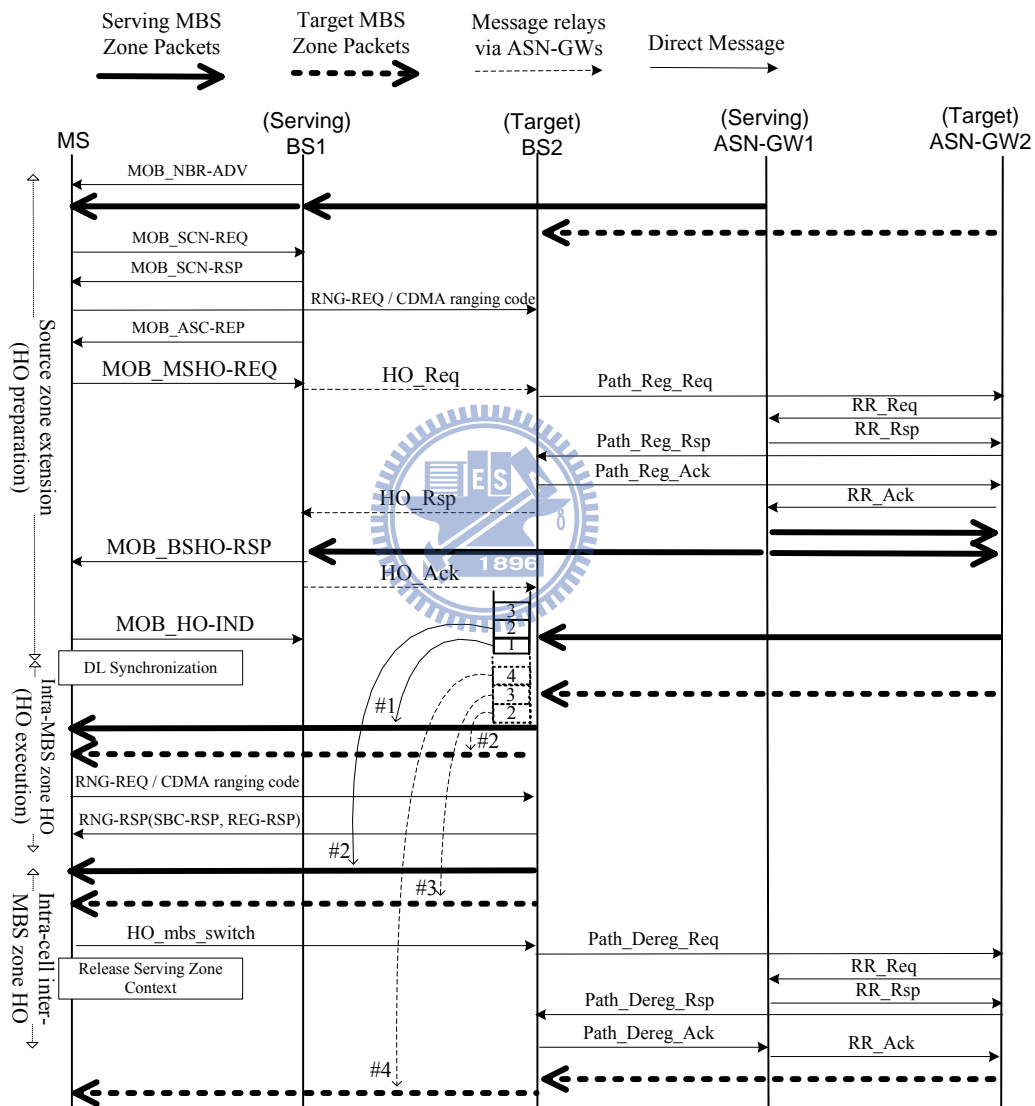 Serving MBS
Zone Packets
Target MBS
Zone Packets
Message relays
via ASN-GWs
Direct Message
MS
(Serving)
BS1
(Target)
BS2
(Serving)
ASN-GW1
(Target)
ASN-GW2
Source zone extension
(HO preparation)
MOB_NBR-ADV
MOB_SCN-REQ
MOB_SCN-RSP
RNG-REQ / CDMA ranging code
MOB_ASC-REP
MOB_MSHO-REQ
HO_Req
Path_Reg_Req
RR_Req
RR_Rsp
Path_Reg_Rsp
Path_Reg_Ack
HO_Rsp
RR_Ack
E S
MOB_BSHO-RSP
1896
HO_Ack
3
2
1
MOB_HO-IND
DL Synchronization
Intra-MBS zone HO
(HO execution)
4
3
2
#1
#2
RNG-REQ / CDMA ranging code
RNG-RSP(SBC-RSP, REG-RSP)
#2
#3
Intra-cell inter-
MBS zone HO
HO_mbs_switch
Path_Dereg_Req
Release Serving Zone
Context
RR_Req
RR_Rsp
Path_Dereg_Rsp
Path_Dereg_Ack
RR_Ack
#4